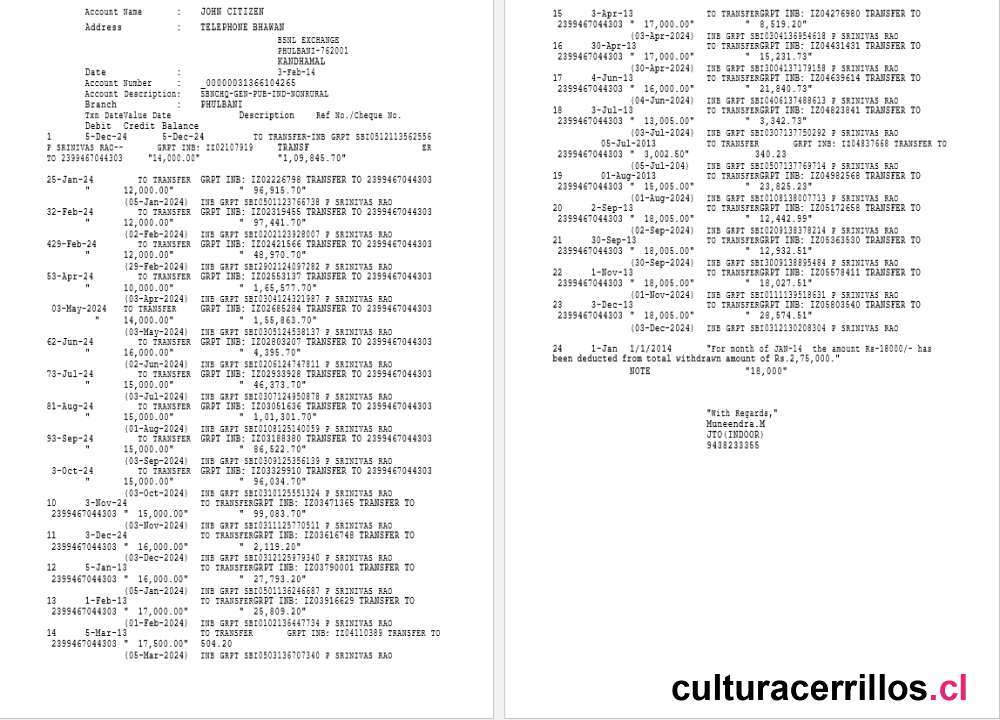 Account Name : JOHN CITIZEN
Address : TELEPHONE BHAWAN
BSNL EXCHANGE
PHULBANI-762001
KANDHAMAL
Date : 3-Feb-14
Account Number : _00000031366104265
Account Description: SBNCHQ-GEN-PUB-IND-NONRURAL
Branch : PHULBANI
Txn DateValue Date Description Ref No./Cheque No.
Debit Credit Balance
1 5-Dec-24 5-Dec-24 TO TRANSFER-INB GRPT SBI0512113562556
P SRINIVAS RAO-- GRPT INB: IZ02107919 TRANSF ER
TO 2399467044303 "14,000.00" "1,09,845.70"
25-Jan-24 TO TRANSFER GRPT INB: IZ02226798 TRANSFER TO 2399467044303
" 12,000.00" " 96,915.70"
(05-Jan-2024) INB GRPT SBI0501123766738 P SRINIVAS RAO
32-Feb-24 TO TRANSFER GRPT INB: IZ02319455 TRANSFER TO 2399467044303
" 12,000.00" " 97,441.70"
(02-Feb-2024) INB GRPT SBI0202123928007 P SRINIVAS RAO
429-Feb-24 TO TRANSFER GRPT INB: IZ02421566 TRANSFER TO 2399467044303
" 12,000.00" " 48,970.70"
(29-Feb-2024) INB GRPT SBI2902124097282 P SRINIVAS RAO
53-Apr-24 TO TRANSFER GRPT INB: IZ02553137 TRANSFER TO 2399467044303
" 10,000.00" " 1,65,577.70"
(03-Apr-2024) INB GRPT SBI0304124321987 P SRINIVAS RAO
03-May-2024 TO TRANSFER GRPT INB: IZ02685284 TRANSFER TO 2399467044303
" 14,000.00" " 1,55,863.70"
(03-May-2024) INB GRPT SBI0305124538137 P SRINIVAS RAO
62-Jun-24 TO TRANSFER GRPT INB: IZ02803207 TRANSFER TO 2399467044303
" 16,000.00" " 4,395.70"
(02-Jun-2024) INB GRPT SBI0206124747811 P SRINIVAS RAO
73-Jul-24 TO TRANSFER GRPT INB: IZ02933928 TRANSFER TO 2399467044303
" 15,000.00" " 46,373.70"
(03-Jul-2024) INB GRPT SBI0307124950878 P SRINIVAS RAO
81-Aug-24 TO TRANSFER GRPT INB: IZ03051636 TRANSFER TO 2399467044303
" 15,000.00" " 1,01,301.70"
(01-Aug-2024) INB GRPT SBI0108125140059 P SRINIVAS RAO
93-Sep-24 TO TRANSFER GRPT INB: IZ03188380 TRANSFER TO 2399467044303
" 15,000.00" " 86,522.70"
(03-Sep-2024) INB GRPT SBI0309125356139 P SRINIVAS RAO
3-Oct-24 TO TRANSFER GRPT INB: IZ03329910 TRANSFER TO 2399467044303
" 15,000.00" " 96,034.70"
(03-Oct-2024) INB GRPT SBI0310125551324 P SRINIVAS RAO
10 3-Nov-24 TO TRANSFERGRPT INB: IZ03471365 TRANSFER TO
2399467044303 " 15,000.00" " 99,083.70"
(03-Nov-2024) INB GRPT SBI0311125770511 P SRINIVAS RAO
11 3-Dec-24 TO TRANSFERGRPT INB: IZ03616748 TRANSFER TO
2399467044303 " 16,000.00" " 2,119.20"
(03-Dec-2024) INB GRPT SBI0312125979340 P SRINIVAS RAO
12 5-Jan-13 TO TRANSFERGRPT INB: IZ03790001 TRANSFER TO
2399467044303 " 16,000.00" " 27,793.20"
(05-Jan-2024) INB GRPT SBI0501136246687 P SRINIVAS RAO
13 1-Feb-13 TO TRANSFERGRPT INB: IZ03916629 TRANSFER TO
2399467044303 " 17,000.00" " 25,809.20"
(01-Feb-2024) INB GRPT SBI0102136447734 P SRINIVAS RAO
14 5-Mar-13 TO TRANSFER GRPT INB: IZ04110389 TRANSFER TO
2399467044303 " 17,500.00" 504.20
(05-Mar-2024) INB GRPT SBI0503136707340 P SRINIVAS RAO
15 3-Apr-13 TO TRANSFERGRPT INB: IZ04276980 TRANSFER TO
2399467044303 " 17,000.00" " 8,519.20"
(03-Apr-2024) INB GRPT SBI0304136954618 P SRINIVAS RAO
16 30-Apr-13 TO TRANSFERGRPT INB: IZ04431431 TRANSFER TO
2399467044303 " 17,000.00" " 15,231.73"
(30-Apr-2024) INB GRPT SBI3004137179158 P SRINIVAS RAO
17 4-Jun-13 TO TRANSFERGRPT INB: IZ04639614 TRANSFER TO
2399467044303 " 16,000.00" " 21,840.73"
(04-Jun-2024) INB GRPT SBI0406137488613 P SRINIVAS RAO
18 3-Jul-13 TO TRANSFERGRPT INB: IZ04823841 TRANSFER TO
2399467044303 " 13,005.00" " 3,342.73"
(03-Jul-2024) INB GRPT SBI0307137750292 P SRINIVAS RAO
05-Jul-2013 TO TRANSFER GRPT INB: IZ04837668 TRANSFER TO
2399467044303 " 3,002.50" 340.23
(05-Jul-204) INB GRPT SBI0507137769714 P SRINIVAS RAO
19 01-Aug-2013 TO TRANSFERGRPT INB: IZ04982568 TRANSFER TO
2399467044303 " 15,005.00" " 23,825.23"
(01-Aug-2024) INB GRPT SBI0108138007713 P SRINIVAS RAO
20 2-Sep-13 TO TRANSFERGRPT INB: IZ05172658 TRANSFER TO
2399467044303 " 18,005.00" " 12,442.99"
(02-Sep-2024) INB GRPT SBI0209138378214 P SRINIVAS RAO
21 30-Sep-13 TO TRANSFERGRPT INB: IZ05363530 TRANSFER TO
2399467044303 " 18,005.00" " 12,932.51"
(30-Sep-2024) INB GRPT SBI3009138895484 P SRINIVAS RAO
22 1-Nov-13 TO TRANSFERGRPT INB: IZ05578411 TRANSFER TO
2399467044303 " 18,005.00" " 18,027.51"
(01-Nov-2024) INB GRPT SBI0111139518631 P SRINIVAS RAO
23 3-Dec-13 TO TRANSFERGRPT INB: IZ05803540 TRANSFER TO
2399467044303 " 18,005.00" " 28,574.51"
(03-Dec-2024) INB GRPT SBI0312130208304 P SRINIVAS RAO
24 1-Jan 1/1/2014 "For month of JAN-14 the amount Rs-18000/- has
been deducted from total withdrawn amount of Rs.2,75,000."
NOTE "18,000"
"With Regards,"
Muneendra.M
JTO(INDOOR)
9438233355
culturacerrillos.cl